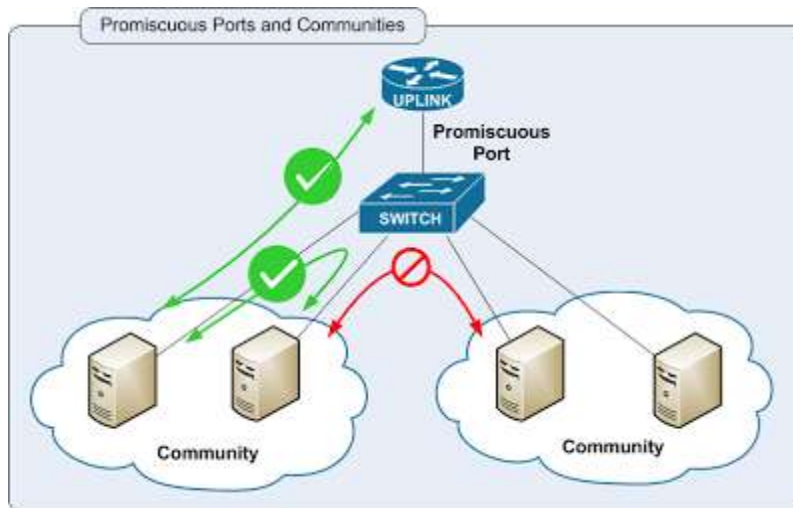 Promiscuous Ports and Communities
UPLINK
Promiscuous
Port
SWITCH
Community
Community